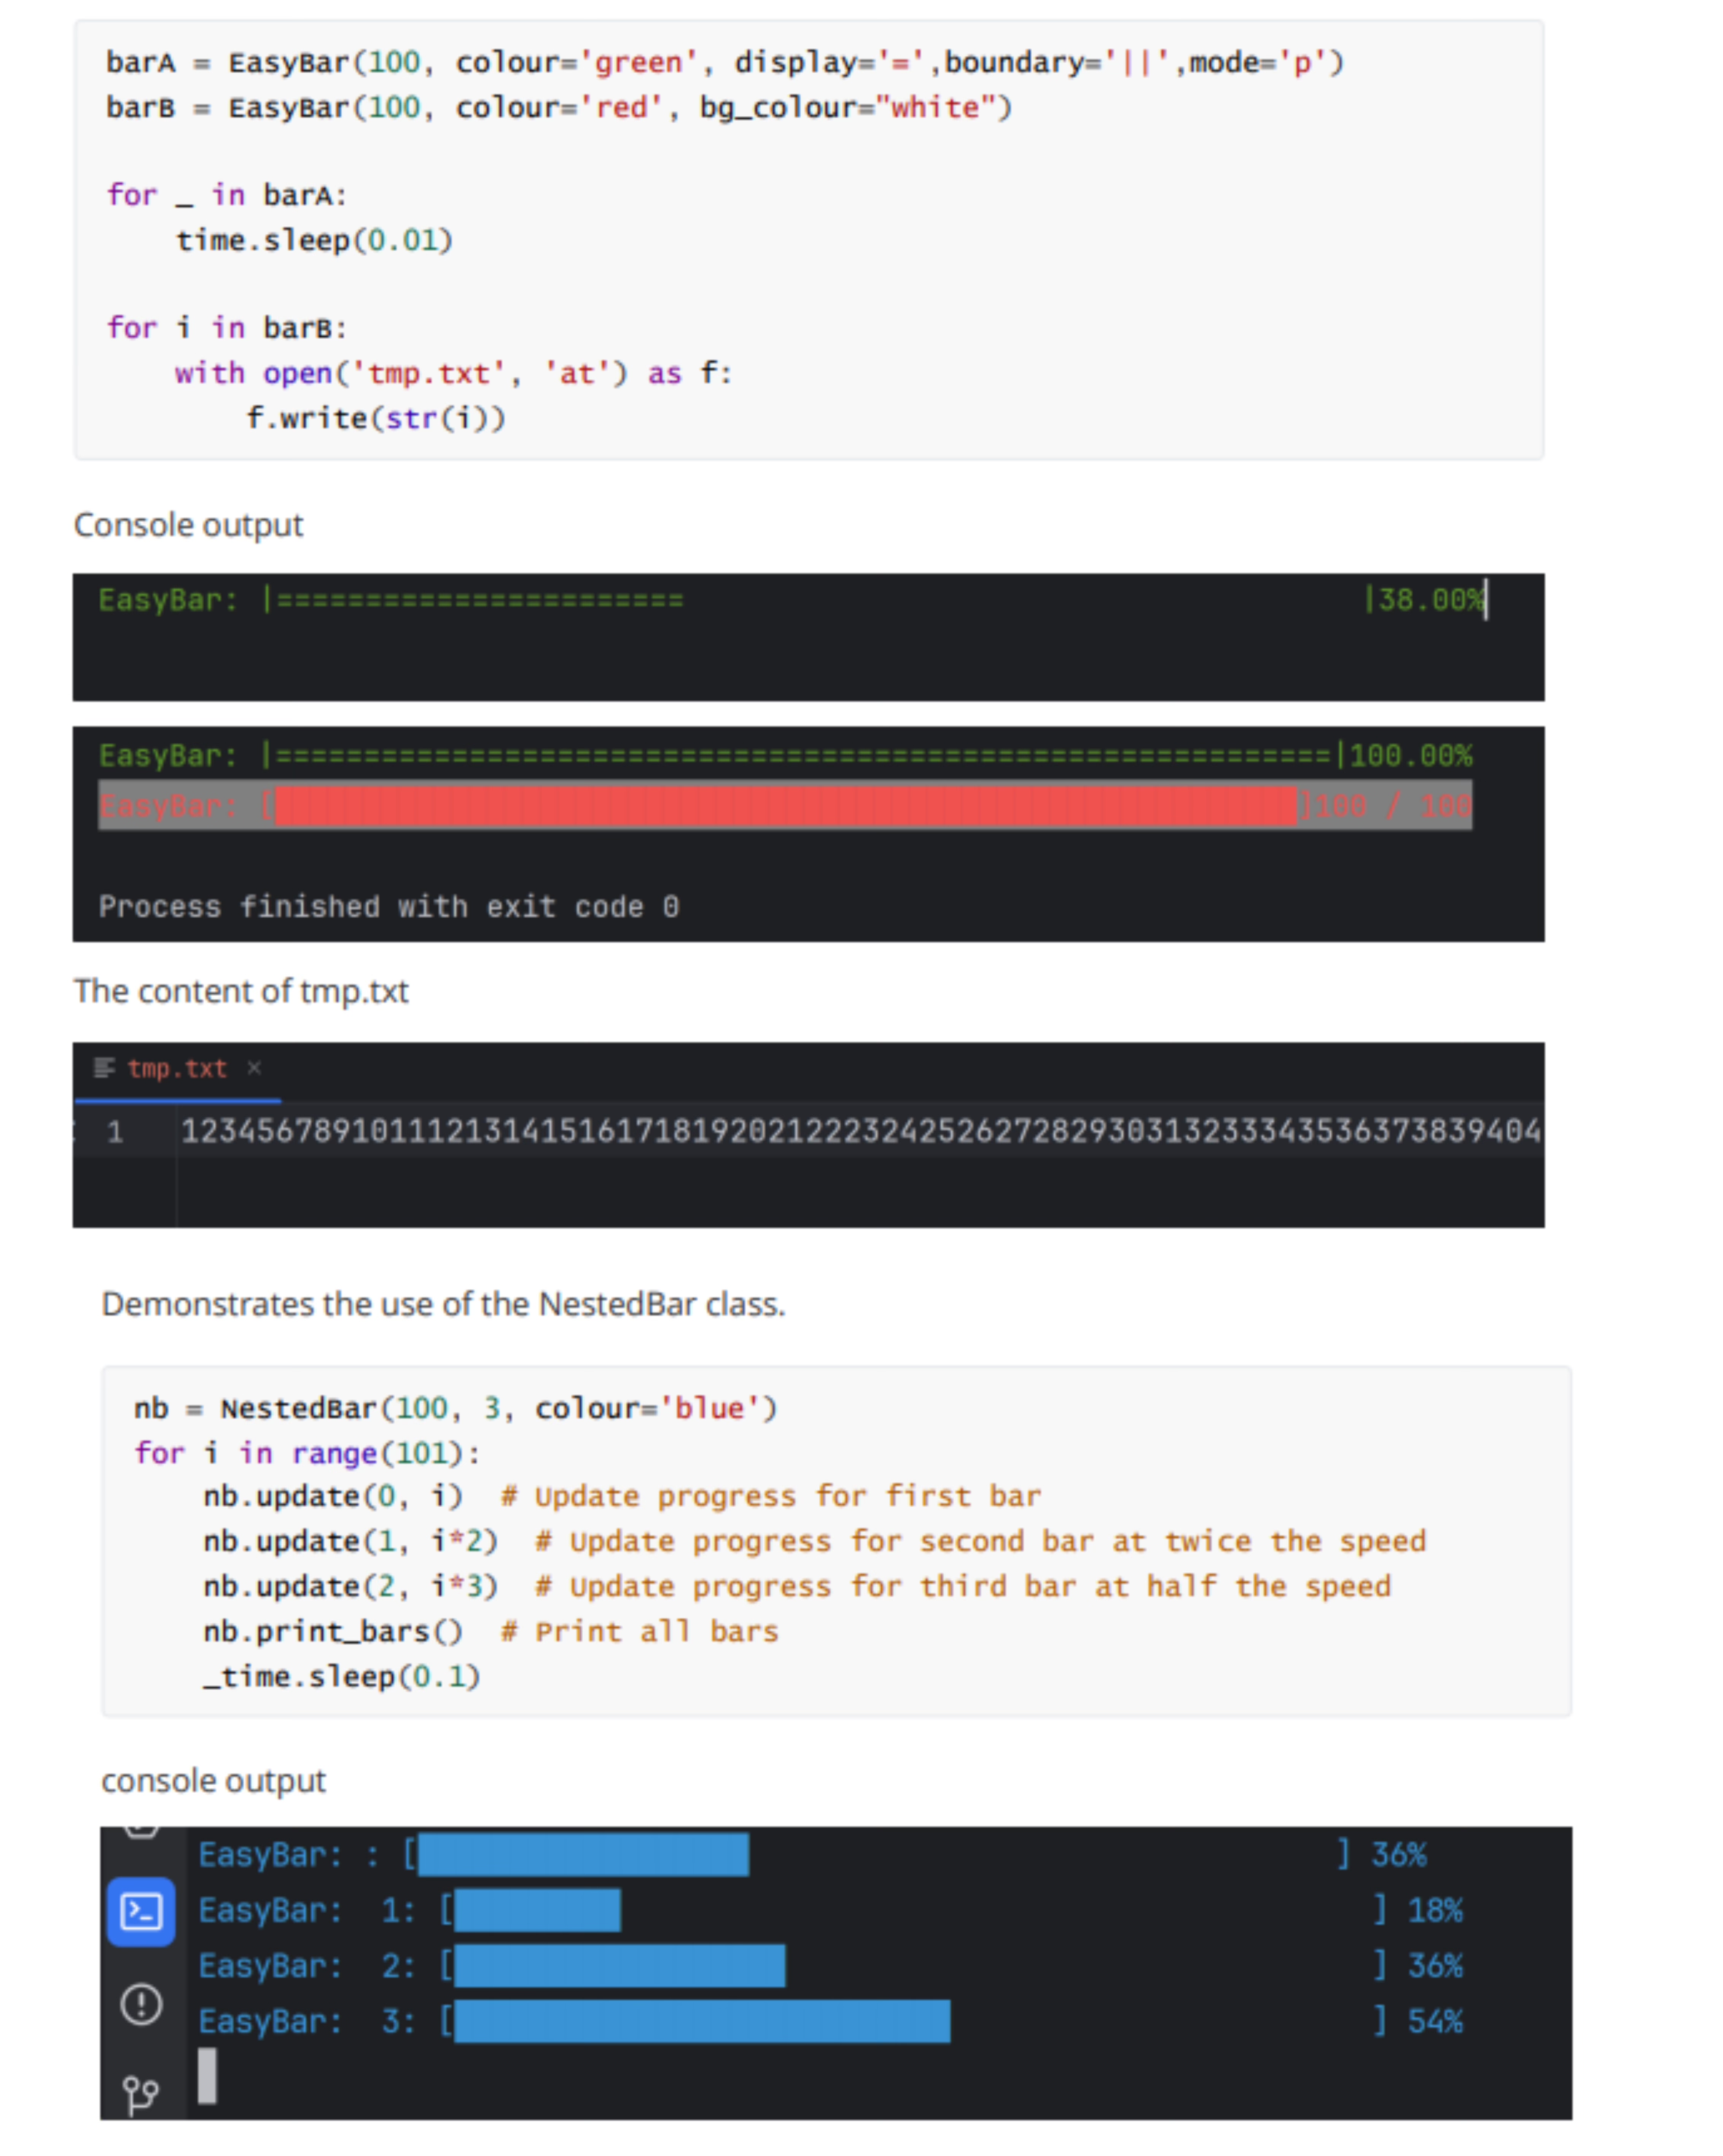 barA = EasyBar(100, colour='green', display='=',boundary='||',mode='p')
barB = EasyBar(100, colour='red', bg_colour="white")
for _ in barA:
    time.sleep(0.01)
for i in barB:
    with open('tmp.txt', 'at') as f:
        f.write(str(i))
Console output
EasyBar: |======================= |38.00%
EasyBar: |============================================================|100.00%
EasyBar: [ ]100 / 100
Process finished with exit code 0
The content of tmp.txt
tmp.txt ×
1 123456789101112131415161718192021222324252627282930313233343536373839404
Demonstrates the use of the NestedBar class.
nb = NestedBar(100, 3, colour='blue')
for i in range(101):
    nb.update(0, i)  # Update progress for first bar
    nb.update(1, i*2)  # Update progress for second bar at twice the speed
    nb.update(2, i*3)  # Update progress for third bar at half the speed
    nb.print_bars()  # Print all bars
    _time.sleep(0.1)
console output
EasyBar: : [ ] 36%
EasyBar:  1: [ ] 18%
EasyBar:  2: [ ] 36%
EasyBar:  3: [ ] 54%